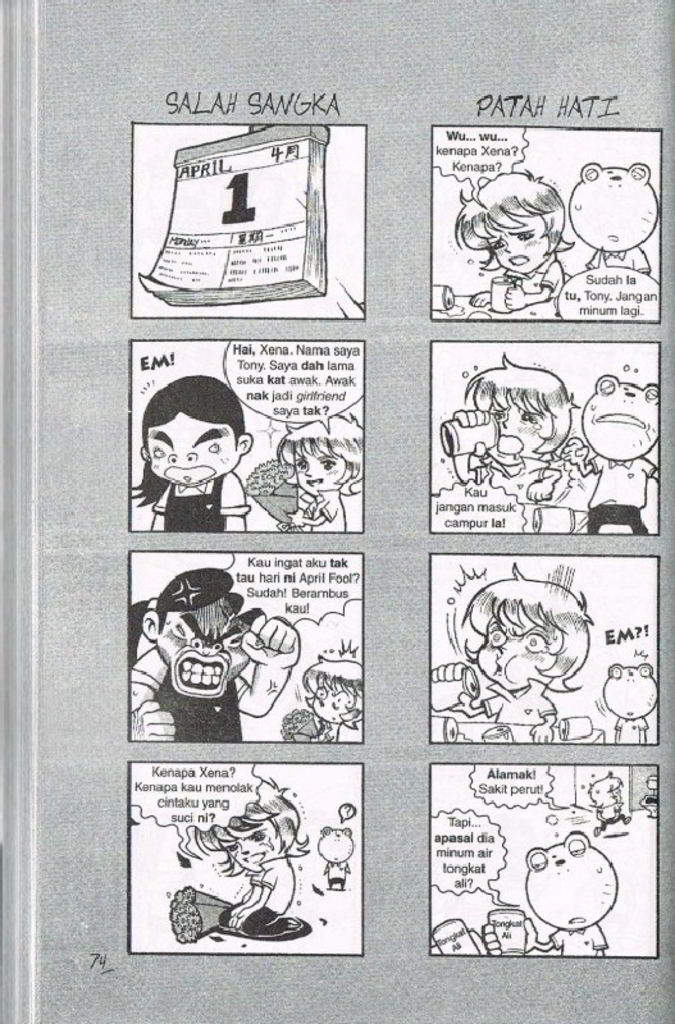 SALAH SANGKA
APRIL 4月
1
MONDAY 星期一
EM!
Hai, Xena. Nama saya
Tony. Saya dah lama
suka kat awak. Awak
nak jadi girlfriend
saya tak?
Kau ingat aku tak
tau hari ni April Fool?
Sudah! Berambus
kau!
Kenapa Xena?
Kenapa kau menolak
cintaku yang
suci ni?
?
PATAH HATI
Wu... wu...
kenapa Xena?
Kenapa?
Sudah la
tu, Tony. Jangan
minum lagi.
Kau
jangan masuk
campur la!
EM?!
Alamak!
Sakit perut!
Tapi...
apasal dia
minum air
tongkat
ali?
Tongkat
Ali
Tongkat
Ali
74